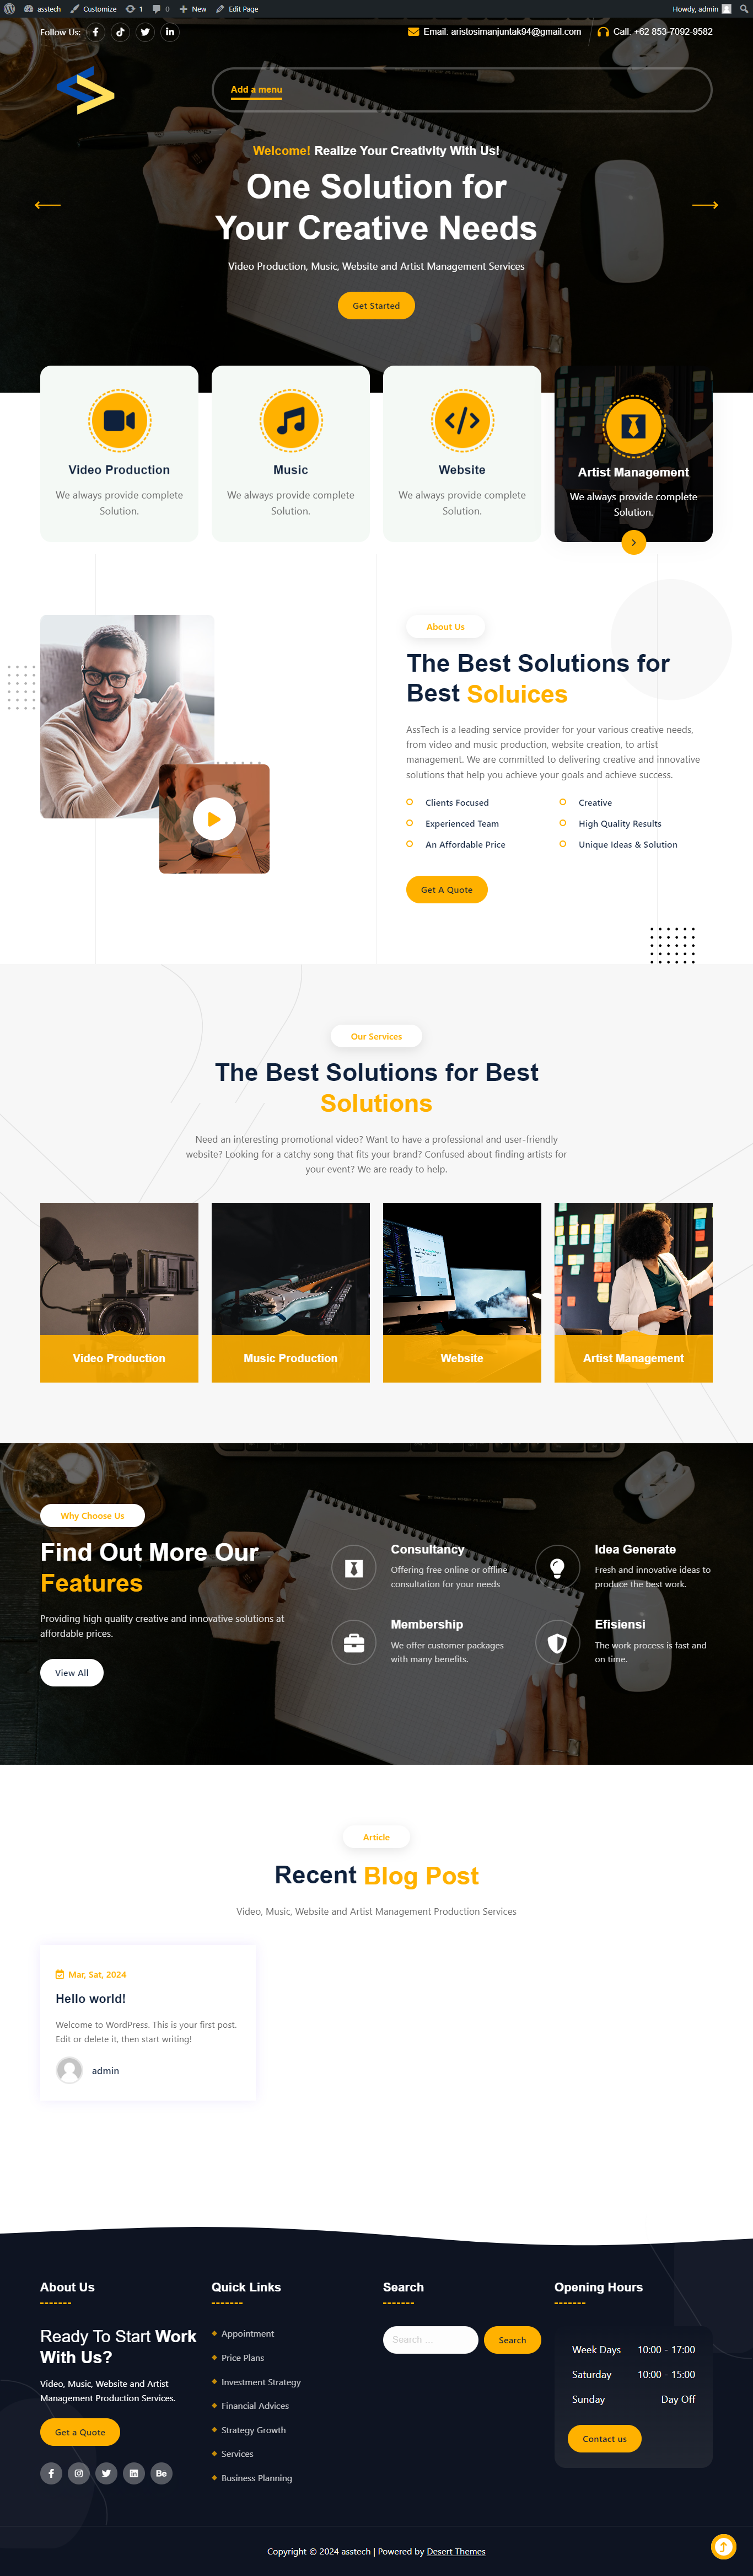 asstech Customize 1 0 New Edit Page Howdy, admin
Follow Us: Email: aristosimanjuntak94@gmail.com Call: +62 853-7092-9582
Add a menu
Welcome! Realize Your Creativity With Us!
One Solution for
Your Creative Needs
Video Production, Music, Website and Artist Management Services
Get Started
Video Production
We always provide complete
Solution.
Music
We always provide complete
Solution.
Website
We always provide complete
Solution.
Artist Management
We always provide complete
Solution.
About Us
The Best Solutions for
Best Soluices
AssTech is a leading service provider for your various creative needs,
from video and music production, website creation, to artist
management. We are committed to delivering creative and innovative
solutions that help you achieve your goals and achieve success.
Clients Focused
Creative
Experienced Team
High Quality Results
An Affordable Price
Unique Ideas & Solution
Get A Quote
Our Services
The Best Solutions for Best
Solutions
Need an interesting promotional video? Want to have a professional and user-friendly
website? Looking for a catchy song that fits your brand? Confused about finding artists for
your event? We are ready to help.
Video Production
Music Production
Website
Artist Management
Why Choose Us
Find Out More Our
Features
Providing high quality creative and innovative solutions at
affordable prices.
View All
Consultancy
Offering free online or offline
consultation for your needs
Idea Generate
Fresh and innovative ideas to
produce the best work.
Membership
We offer customer packages
with many benefits.
Efisiensi
The work process is fast and
on time.
Article
Recent Blog Post
Video, Music, Website and Artist Management Production Services
Mar, Sat, 2024
Hello world!
Welcome to WordPress. This is your first post.
Edit or delete it, then start writing!
admin
About Us
Ready To Start Work
With Us?
Video, Music, Website and Artist
Management Production Services.
Get a Quote
Quick Links
Appointment
Price Plans
Investment Strategy
Financial Advices
Strategy Growth
Services
Business Planning
Search
Search …
Search
Opening Hours
Week Days 10:00 - 17:00
Saturday 10:00 - 15:00
Sunday Day Off
Contact us
Copyright © 2024 asstech | Powered by Desert Themes